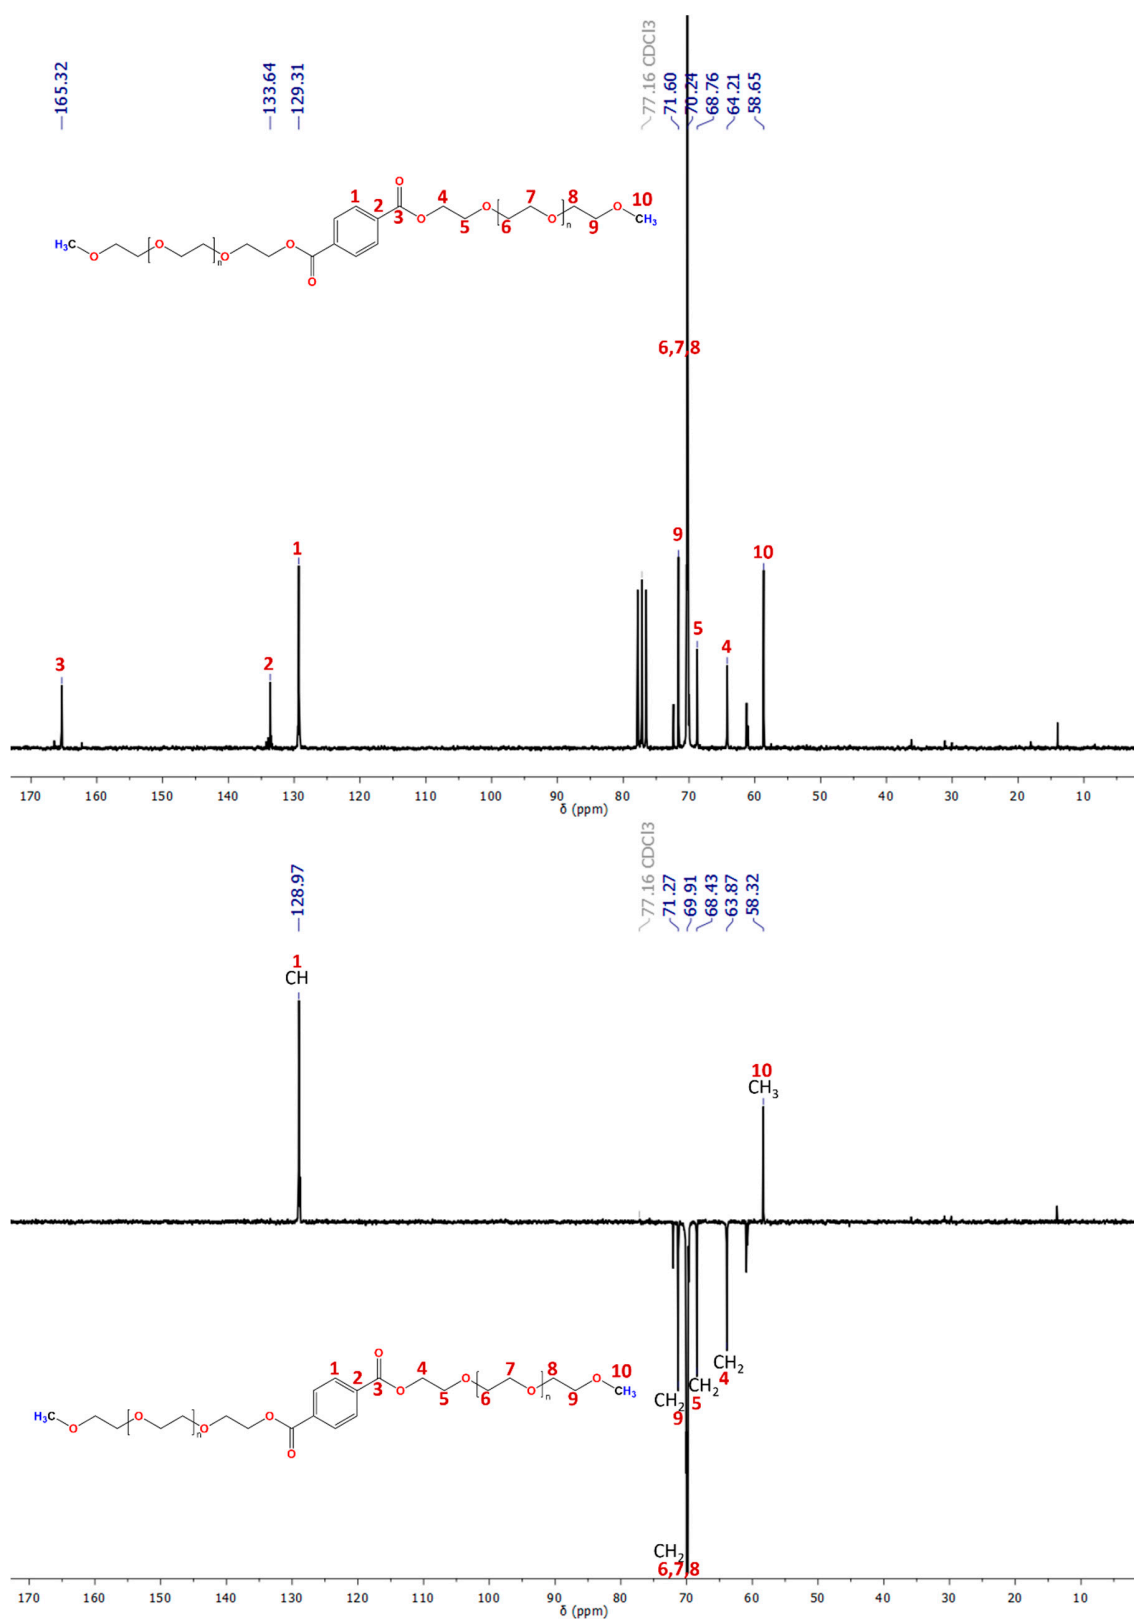 165.32
133.64
129.31
77.16 CDCl3
71.60
70.24
68.76
64.21
58.65
1
2
3
O
O
4
5
O
6
7
O
n
8
9
O
10
CH3
H3C
O
O
O
n
O
O
6,7,8
1
9
10
5
4
3
2
170 160 150 140 130 120 110 100 90 80 70 60 50 40 30 20 10
δ (ppm)
128.97
77.16 CDCl3
71.27
69.91
68.43
63.87
58.32
1
CH
10
CH3
CH2
4
CH2
5
CH2
9
1
2
3
O
O
4
5
O
6
7
O
n
8
9
O
10
CH3
H3C
O
O
O
n
O
O
CH2
6,7,8
170 160 150 140 130 120 110 100 90 80 70 60 50 40 30 20 10
δ (ppm)